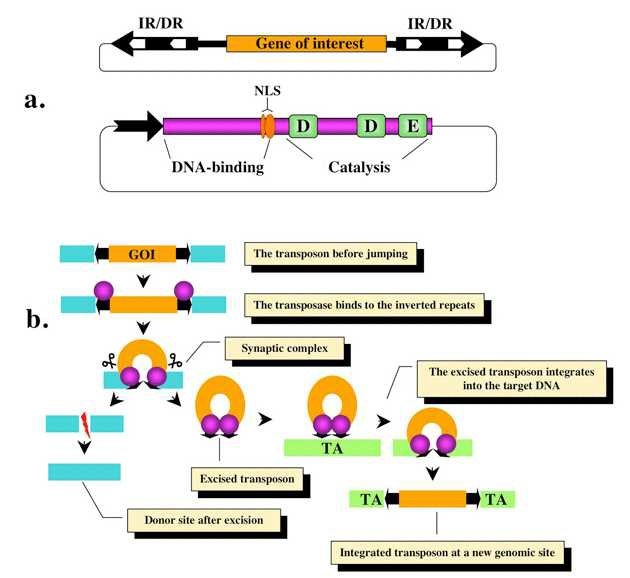 IR/DR
IR/DR
Gene of interest
a.
NLS
D
D
E
DNA-binding
Catalysis
GOI
The transposon before jumping
The transposase binds to the inverted repeats
b.
Synaptic complex
The excised transposon integrates
into the target DNA
TA
Excised transposon
TA
TA
Donor site after excision
Integrated transposon at a new genomic site